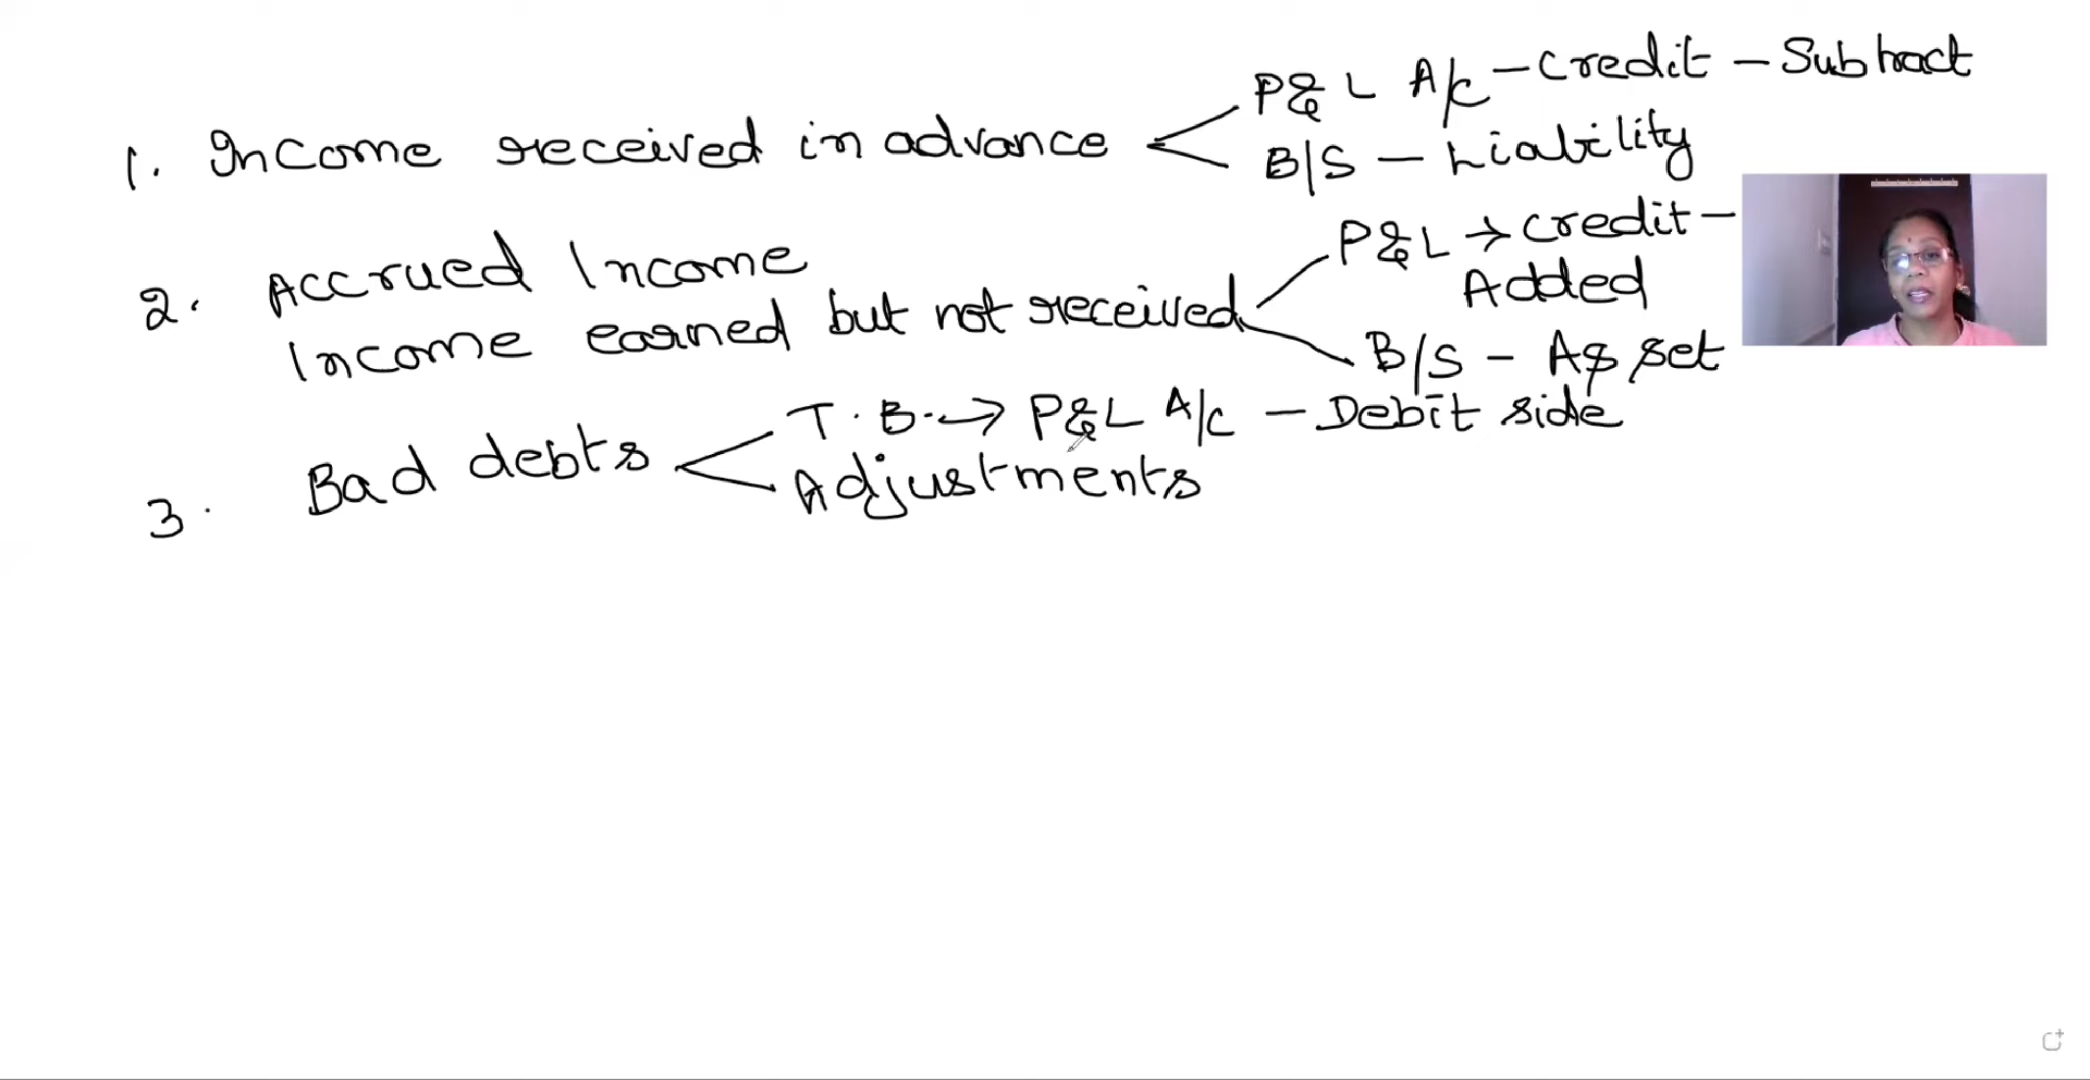 1. Income received in advance < P&L A/c - Credit - Subtract
B/S - Liability
2. Accrued Income
Income earned but not received P&L → Credit -
Added
B/S - Asset
3. Bad debts < T.B. → P&L A/c - Debit side
Adjustments